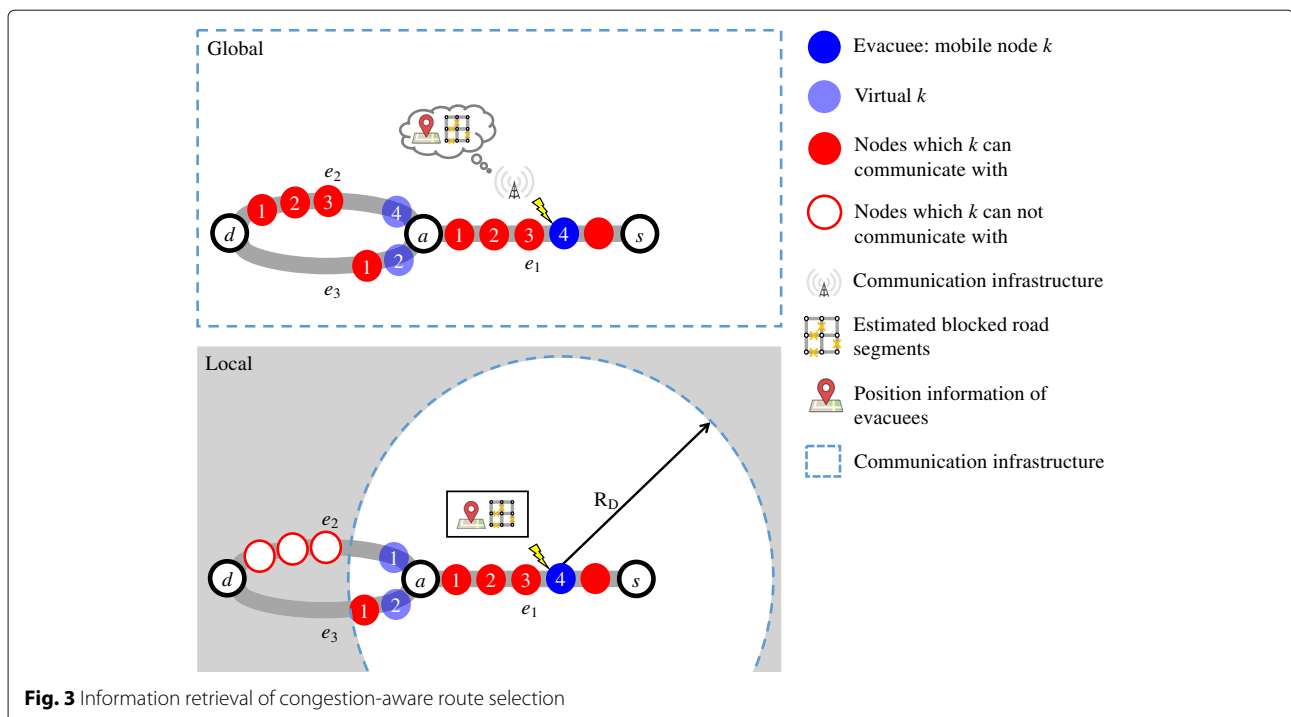 Global
e2
1 2 3 4
d a 1 2 3 4 s
1 2
e1
e3
Evacuee: mobile node k
Virtual k
Nodes which k can
communicate with
Nodes which k can not
communicate with
Communication infrastructure
Estimated blocked road
segments
Position information of
evacuees
Communication infrastructure
Local
RD
e2
1
d a 1 2 3 4 s
1 2
e1
e3
Fig. 3 Information retrieval of congestion-aware route selection